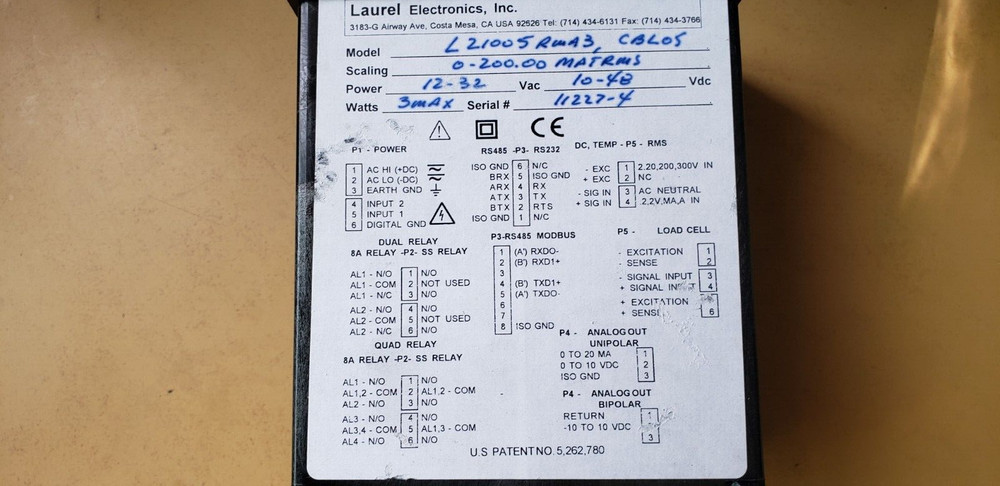 Laurel Electronics, Inc.
3183-G Airway Ave, Costa Mesa, CA USA 92626 Tel: (714) 434-6131 Fax: (714) 434-3766
Model L21005RMA3, CBL05
Scaling 0-200.00 MATRMS
Power 12-32 Vac 10-48 Vdc
Watts 3MAX Serial # 11227-4
CE
P1 - POWER
1 AC HI (+DC)
2 AC LO (-DC)
3 EARTH GND
4 INPUT 2
5 INPUT 1
6 DIGITAL GND
RS485 -P3- RS232
ISO GND 6 N/C
BRX 5 ISO GND
ARX 4 RX
ATX 3 TX
BTX 2 RTS
ISO GND 1 N/C
DC, TEMP - P5 - RMS
- EXC 1 2.20,200,300V IN
+ EXC 2 NC
- SIG IN 3 AC NEUTRAL
+ SIG IN 4 .2.2V,MA,A IN
DUAL RELAY
8A RELAY -P2- SS RELAY
AL1 - N/O 1 N/O
AL1 - COM 2 NOT USED
AL1 - N/C 3 N/O
AL2 - N/O 4 N/O
AL2 - COM 5 NOT USED
AL2 - N/C 6 N/O
P3-RS485 MODBUS
1 (A') RXD0-
2 (B') RXD1+
3
4 (B') TXD1+
5 (A') TXD0-
6
7
8 ISO GND
P5 - LOAD CELL
- EXCITATION 1
- SENSE 2
- SIGNAL INPUT 3
+ SIGNAL 4
+ EXCITATION
+ 6
QUAD RELAY
8A RELAY -P2- SS RELAY
AL1 - N/O 1 N/O
AL1,2 - COM 2 AL1,2 - COM
AL2 - N/O 3 N/O
AL3 - N/O 4 N/O
AL3,4 - COM 5 AL1,3 - COM
AL4 - N/O 6 N/O
P4 - ANALOG OUT
UNIPOLAR
0 TO 20 MA 1
0 TO 10 VDC 2
ISO GND 3
P4 - ANALOG OUT
BIPOLAR
RETURN 1
-10 TO 10 VDC
3
U.S PATENT NO. 5,262,780